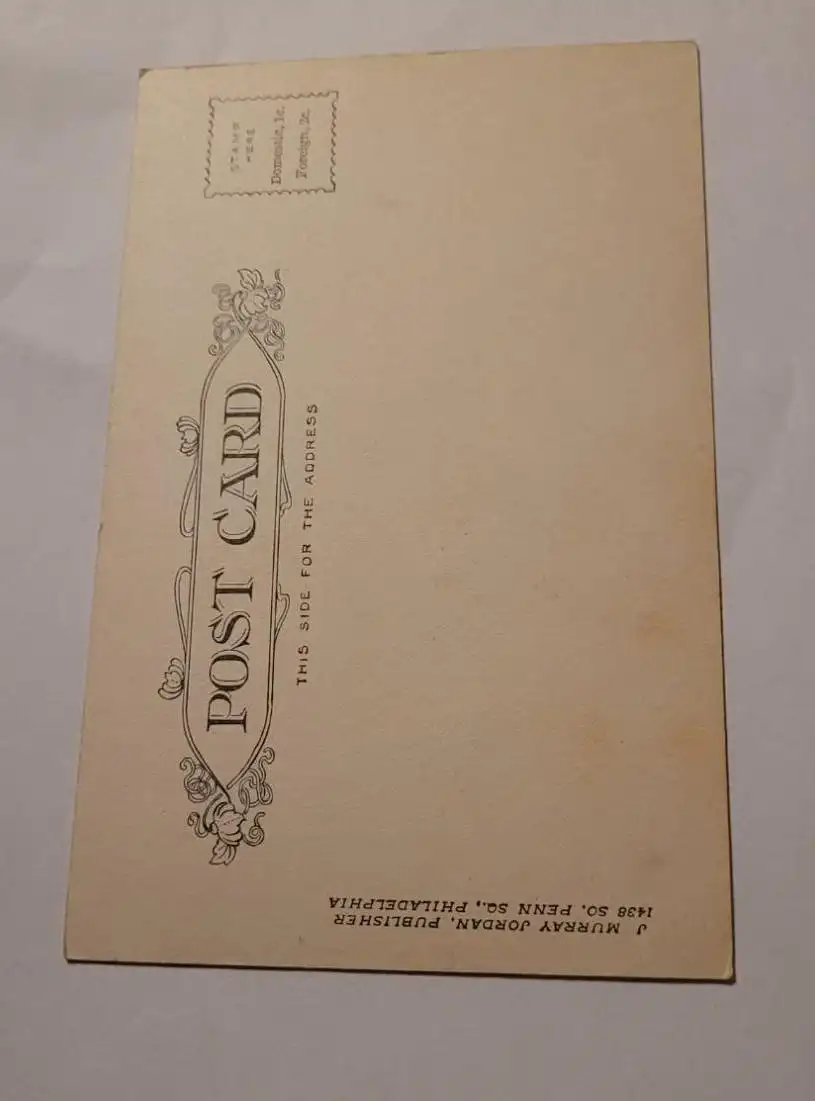 STAMP
HERE
Domestic, 1c.
Foreign, 2c.
POST CARD
THIS SIDE FOR THE ADDRESS
J MURRAY JORDAN, PUBLISHER
1438 SO. PENN SQ., PHILADELPHIA